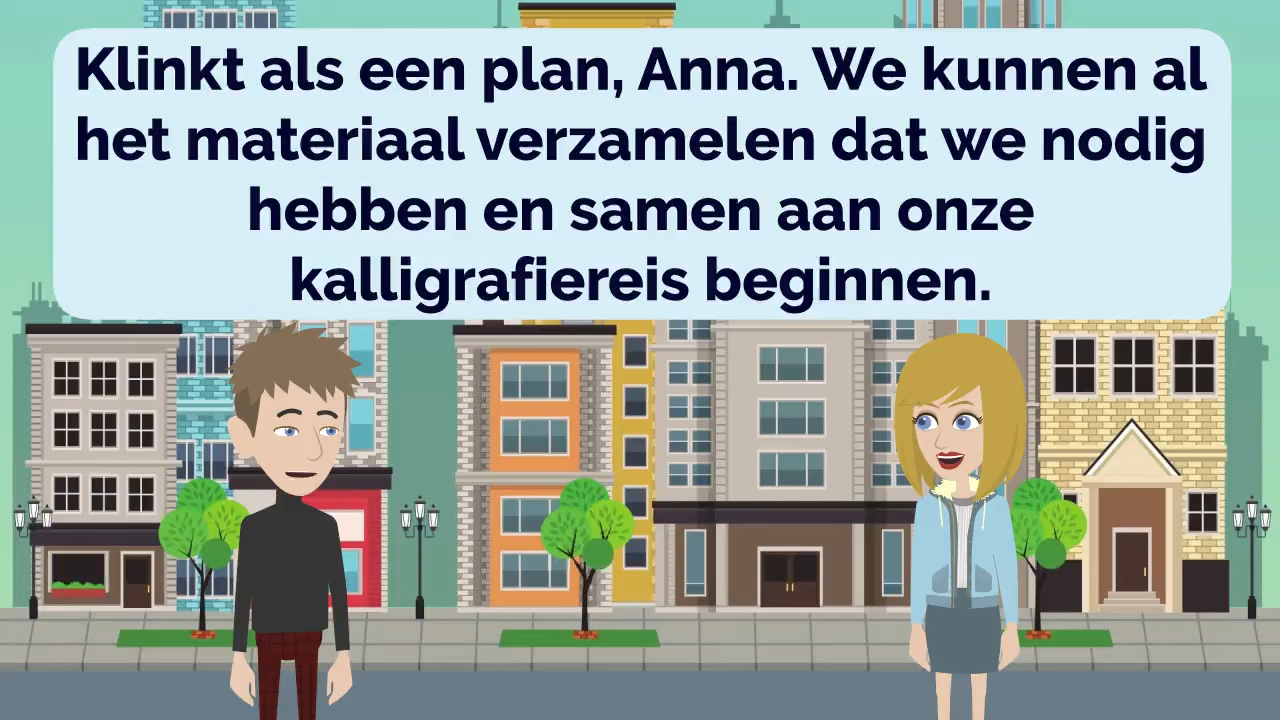 Klinkt als een plan, Anna. We kunnen al
het materiaal verzamelen dat we nodig
hebben en samen aan onze
kalligrafiereis beginnen.